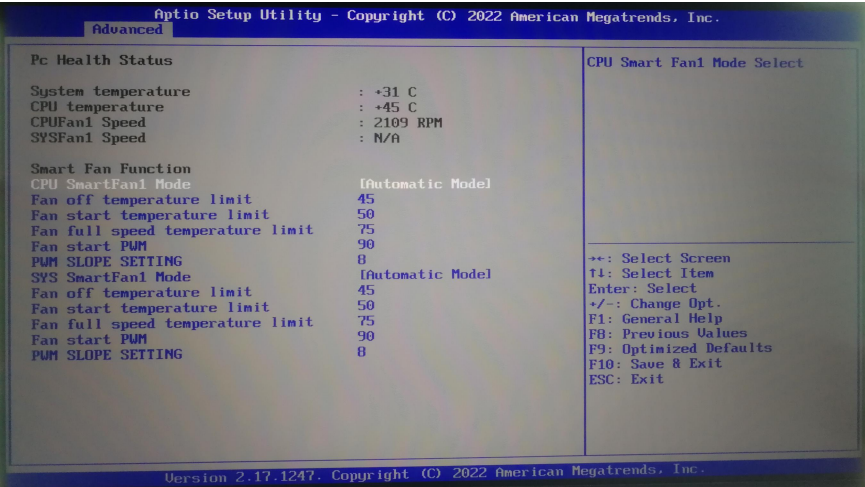 Aptio Setup Utility - Copyright (C) 2022 American Megatrends, Inc.
Advanced
Pc Health Status
System temperature : +31 C
CPU temperature : +45 C
CPUFan1 Speed : 2109 RPM
SYSFan1 Speed : N/A
Smart Fan Function
CPU SmartFan1 Mode [Automatic Mode]
Fan off temperature limit 45
Fan start temperature limit 50
Fan full speed temperature limit 75
Fan start PWM 90
PWM SLOPE SETTING 8
SYS SmartFan1 Mode [Automatic Mode]
Fan off temperature limit 45
Fan start temperature limit 50
Fan full speed temperature limit 75
Fan start PWM 90
PWM SLOPE SETTING 8
CPU Smart Fan1 Mode Select
→←: Select Screen
↑↓: Select Item
Enter: Select
+/-: Change Opt.
F1: General Help
F8: Previous Values
F9: Optimized Defaults
F10: Save & Exit
ESC: Exit
Version 2.17.1247. Copyright (C) 2022 American Megatrends, Inc.